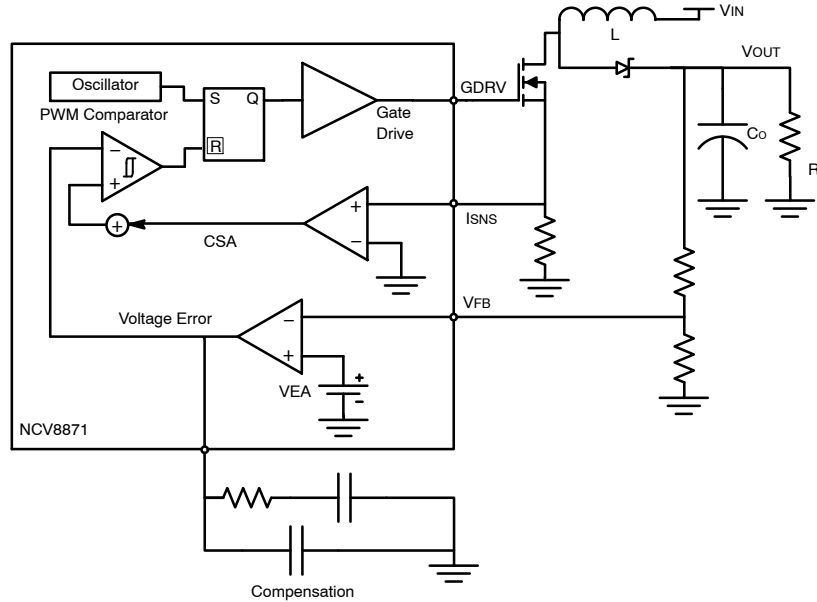 VIN
L
VOUT
Oscillator
PWM Comparator
S Q
R
GDRV
Gate
Drive
CO
R
−
+
+
CSA
+
−
ISNS
Voltage Error
VFB
−
+
VEA
+
−
NCV8871
Compensation